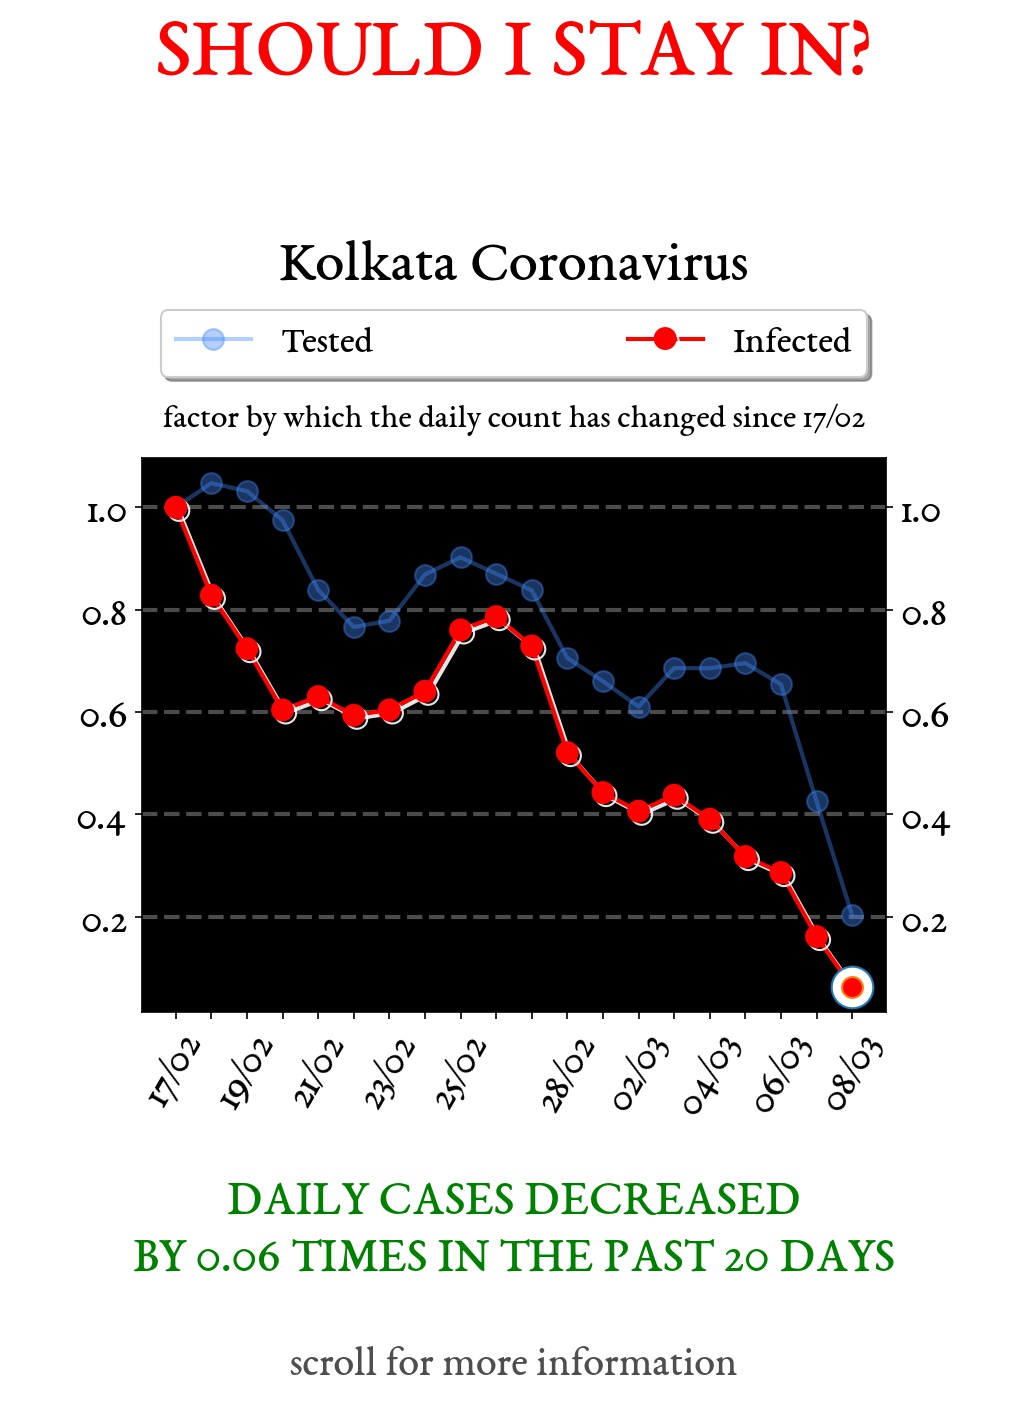 SHOULD I STAY IN?
Kolkata Coronavirus
Tested Infected
factor by which the daily count has changed since 17/02
1.0 1.0
0.8 0.8
0.6 0.6
0.4 0.4
0.2 0.2
17/02 19/02 21/02 23/02 25/02 28/02 02/03 04/03 06/03 08/03
DAILY CASES DECREASED
BY 0.06 TIMES IN THE PAST 20 DAYS
scroll for more information